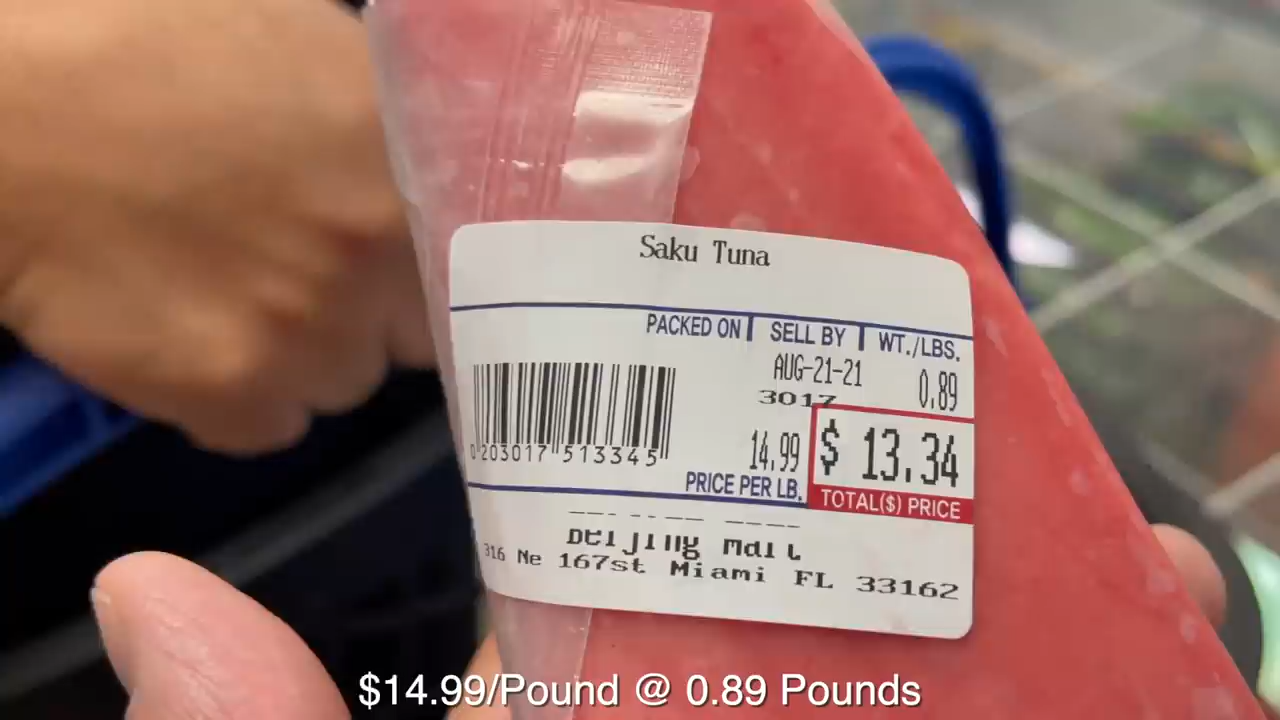 Saku Tuna
PACKED ON SELL BY WT./LBS.
AUG-21-21 0.89
3017
14.99 $ 13.34
0 203017 513345
PRICE PER LB. TOTAL($) PRICE
Beijing Mall
316 Ne 167st Miami FL 33162
$14.99/Pound @ 0.89 Pounds